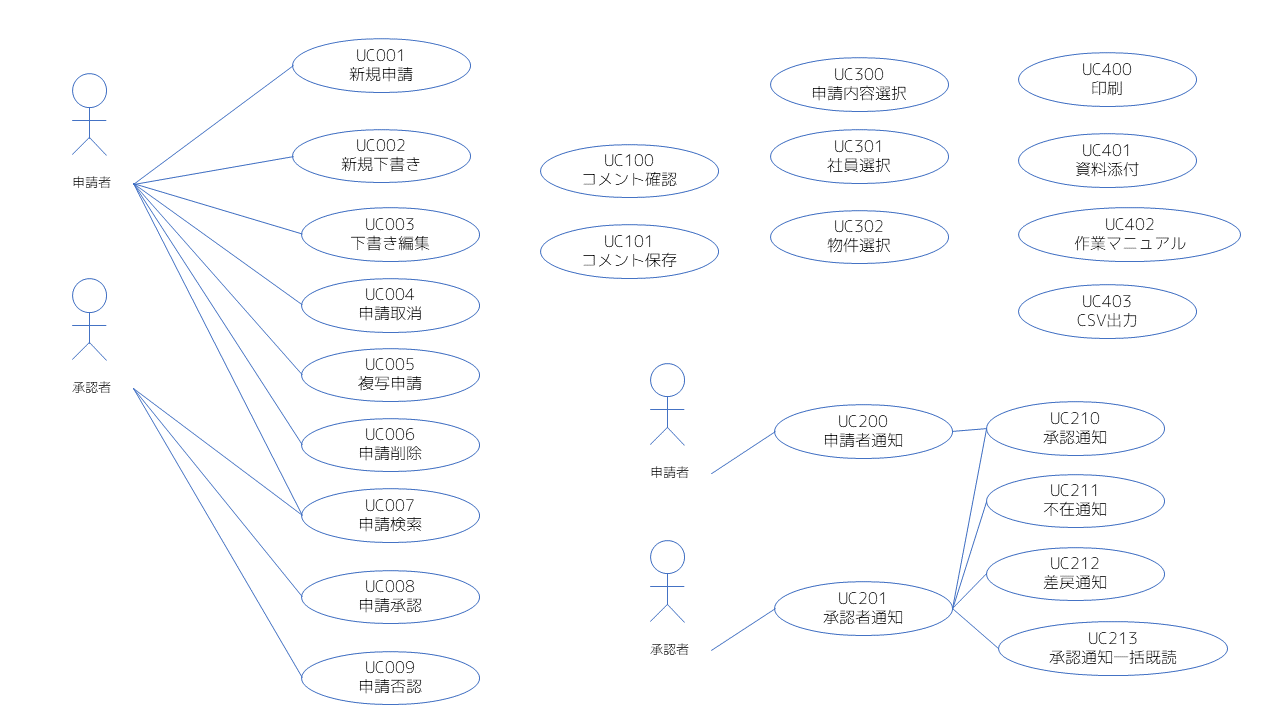 申請者
承認者
UC001
新規申請
UC002
新規下書き
UC003
下書き編集
UC004
申請取消
UC005
複写申請
UC006
申請削除
UC007
申請検索
UC008
申請承認
UC009
申請否認
UC100
コメント確認
UC101
コメント保存
UC300
申請内容選択
UC301
社員選択
UC302
物件選択
UC400
印刷
UC401
資料添付
UC402
作業マニュアル
UC403
CSV出力
申請者
承認者
UC200
申請者通知
UC201
承認者通知
UC210
承認通知
UC211
不在通知
UC212
差戻通知
UC213
承認通知一括既読